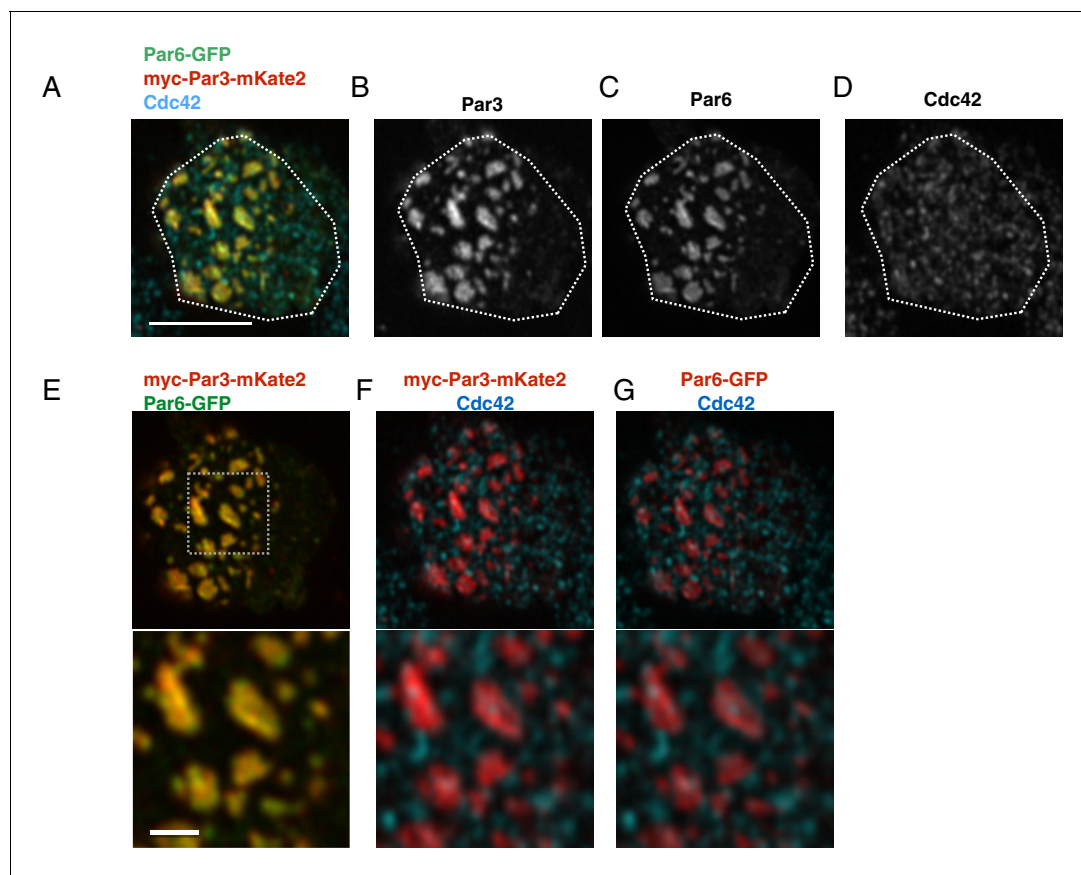 A
Par6-GFP
myc-Par3-mKate2
Cdc42
B
Par3
C
Par6
D
Cdc42
E
myc-Par3-mKate2
Par6-GFP
F
myc-Par3-mKate2
Cdc42
G
Par6-GFP
Cdc42